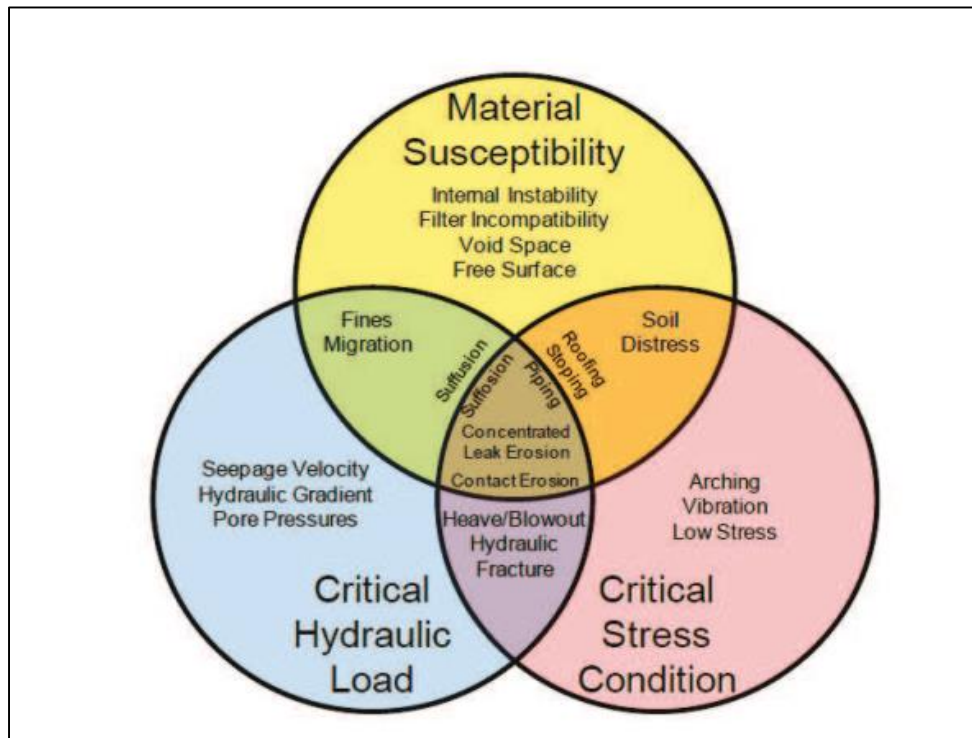 Material
Susceptibility
Internal Instability
Filter Incompatibility
Void Space
Free Surface
Fines
Migration
Soil
Distress
Suffusion
Suffosion
Roofing
Stoping
Piping
Concentrated
Leak Erosion
Contact Erosion
Seepage Velocity
Hydraulic Gradient
Pore Pressures
Arching
Vibration
Low Stress
Heave/Blowout
Hydraulic
Fracture
Critical
Hydraulic
Load
Critical
Stress
Condition